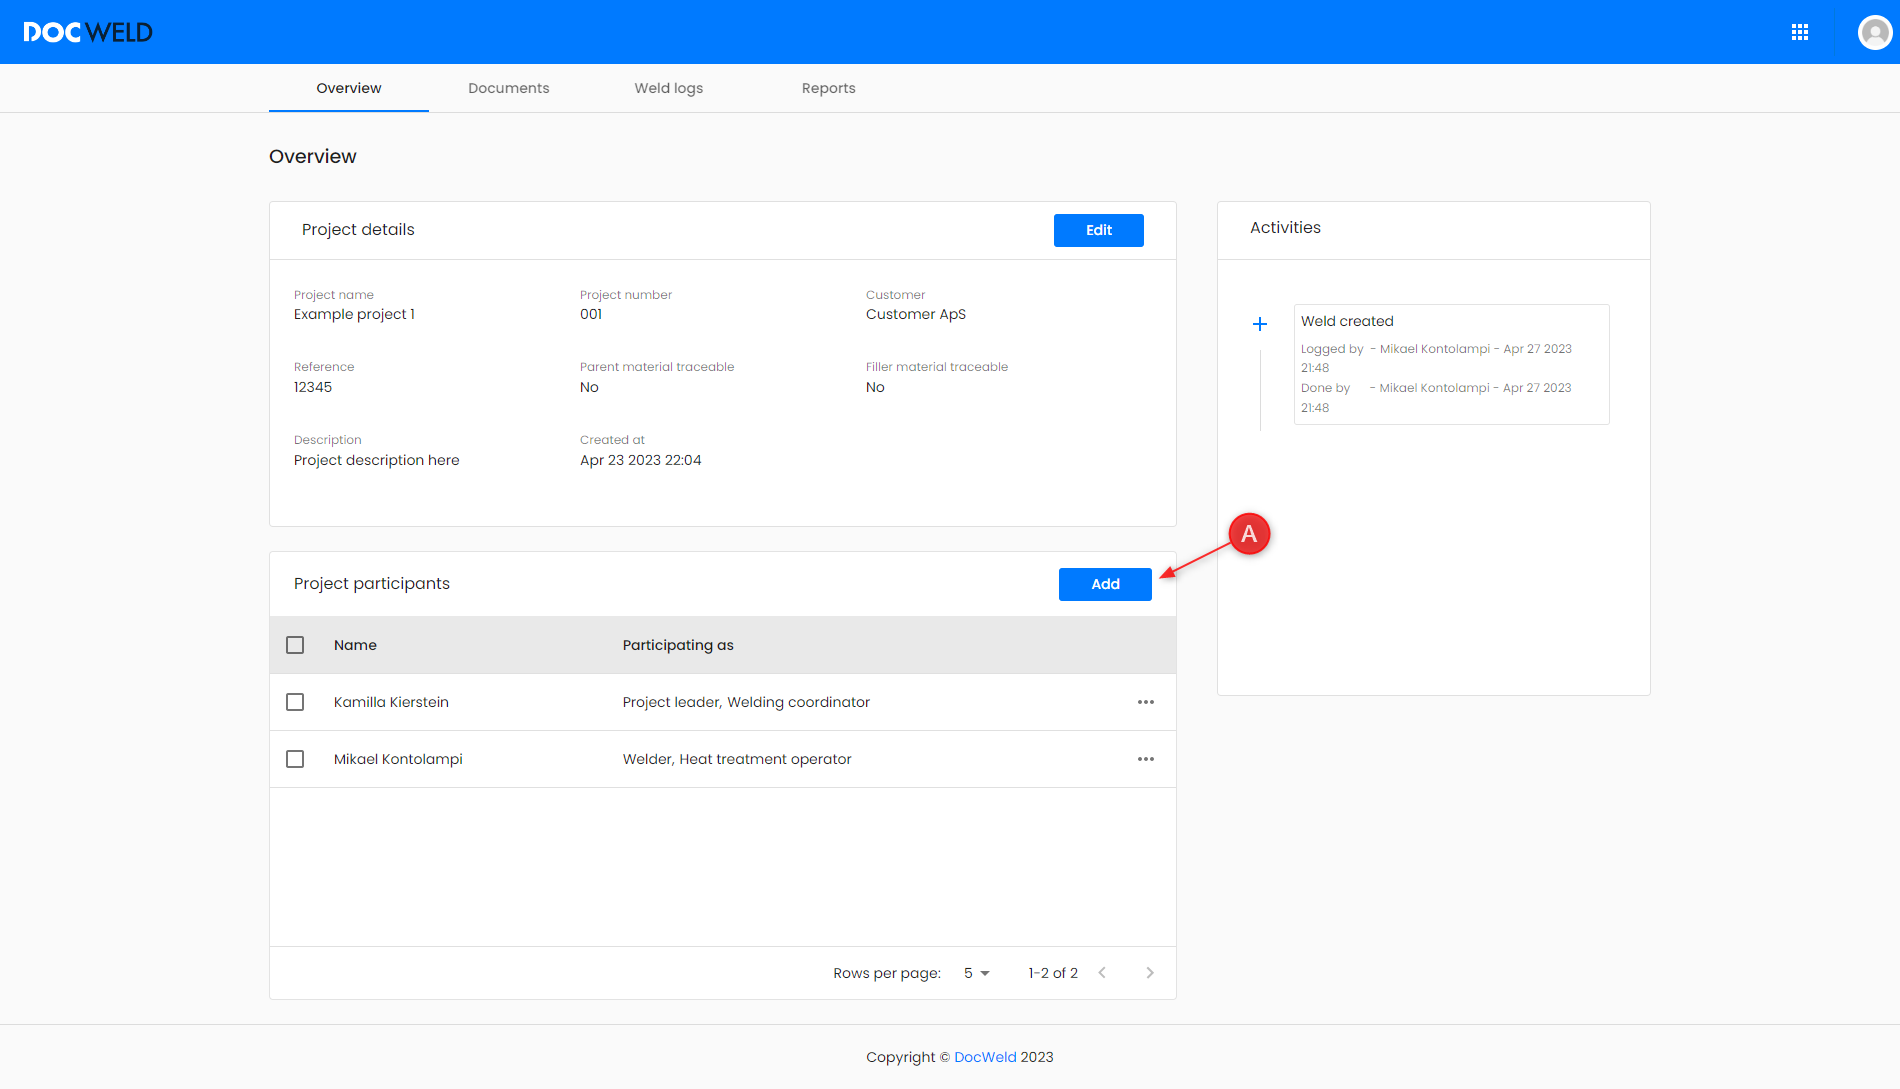 DOCWELD
Overview Documents Weld logs Reports
Overview
Project details Edit
Project name Project number Customer
Example project 1 001 Customer ApS
Reference Parent material traceable Filler material traceable
12345 No No
Description Created at
Project description here Apr 23 2023 22:04
Activities
Weld created
Logged by - Mikael Kontolampi - Apr 27 2023
21:48
Done by - Mikael Kontolampi - Apr 27 2023
21:48
A
Project participants Add
Name Participating as
Kamilla Kierstein Project leader, Welding coordinator
Mikael Kontolampi Welder, Heat treatment operator
Rows per page: 5 1-2 of 2
Copyright © DocWeld 2023